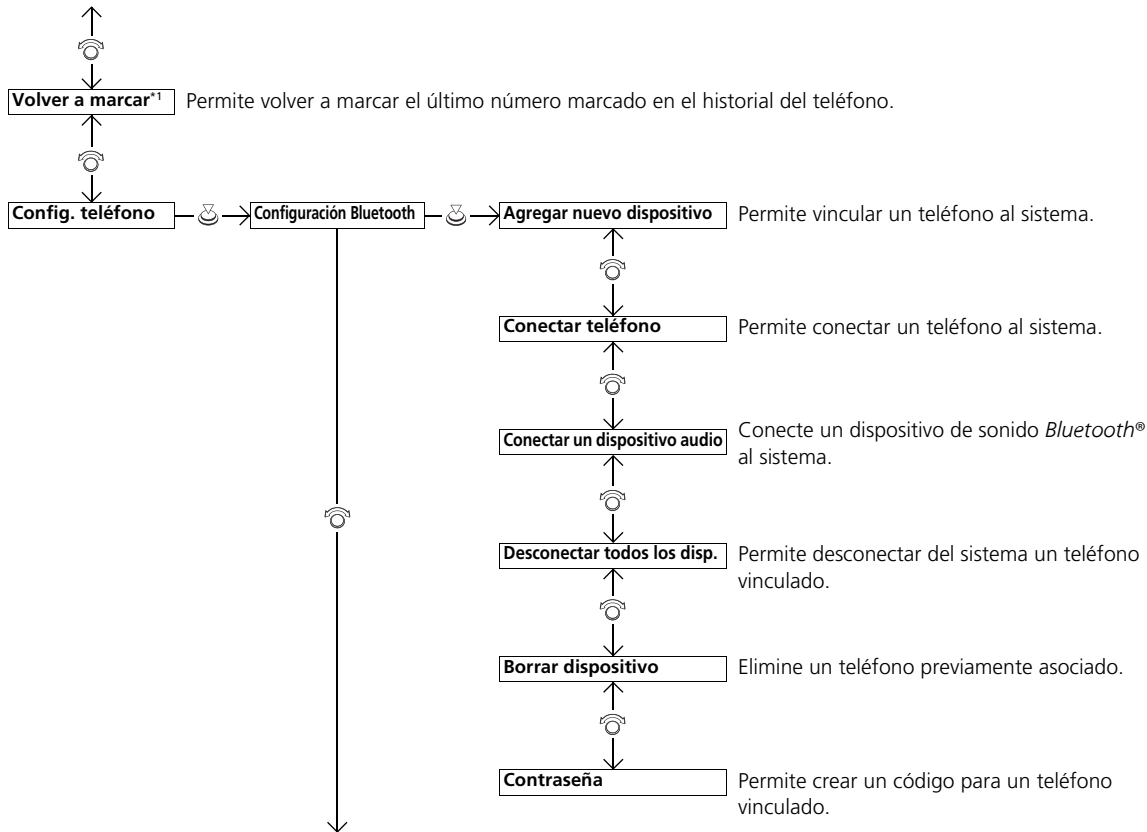 Volver a marcar*1 Permite volver a marcar el último número marcado en el historial del teléfono.
Config. teléfono Configuración Bluetooth Agregar nuevo dispositivo Permite vincular un teléfono al sistema.
Conectar teléfono Permite conectar un teléfono al sistema.
Conectar un dispositivo audio Conecte un dispositivo de sonido Bluetooth®
al sistema.
Desconectar todos los disp. Permite desconectar del sistema un teléfono
vinculado.
Borrar dispositivo Elimine un teléfono previamente asociado.
Contraseña Permite crear un código para un teléfono
vinculado.